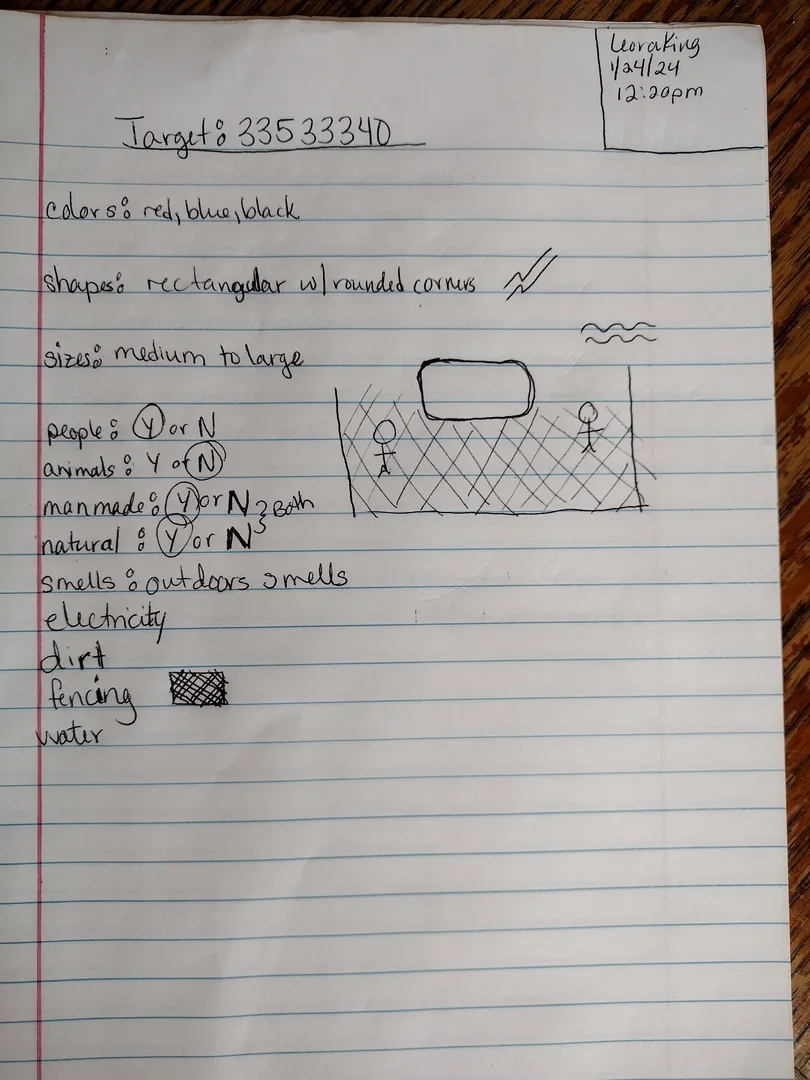 LeoraKing
1/24/24
12:20pm
Target: 33533340
colors: red, blue, black
shapes: rectangular w/ rounded corners
sizes: medium to large
people: Y or N
animals: Y or N
manmade: Y or N } Both
natural: Y or N
smells: outdoors smells
electricity
dirt
fencing
water